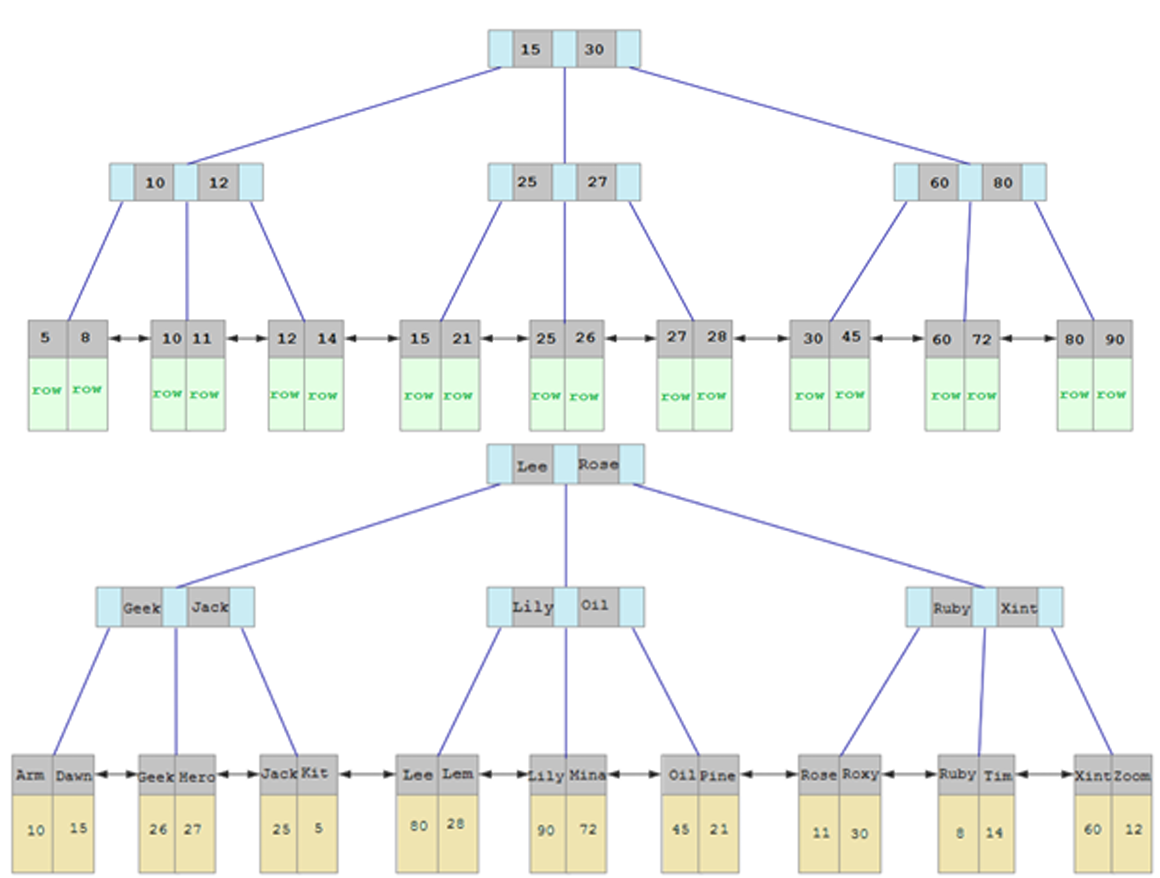 15 30
10 12 25 27 60 80
5 8 10 11 12 14 15 21 25 26 27 28 30 45 60 72 80 90
row row row row row row row row row row row row row row row row row row
Lee Rose
Geek Jack Lily Oil Ruby Xint
Arm Dawn Geek Hero Jack Kit Lee Lem Lily Mina Oil Pine Rose Roxy Ruby Tim Xint Zoom
10 15 26 27 25 5 80 28 90 72 45 21 11 30 8 14 60 12